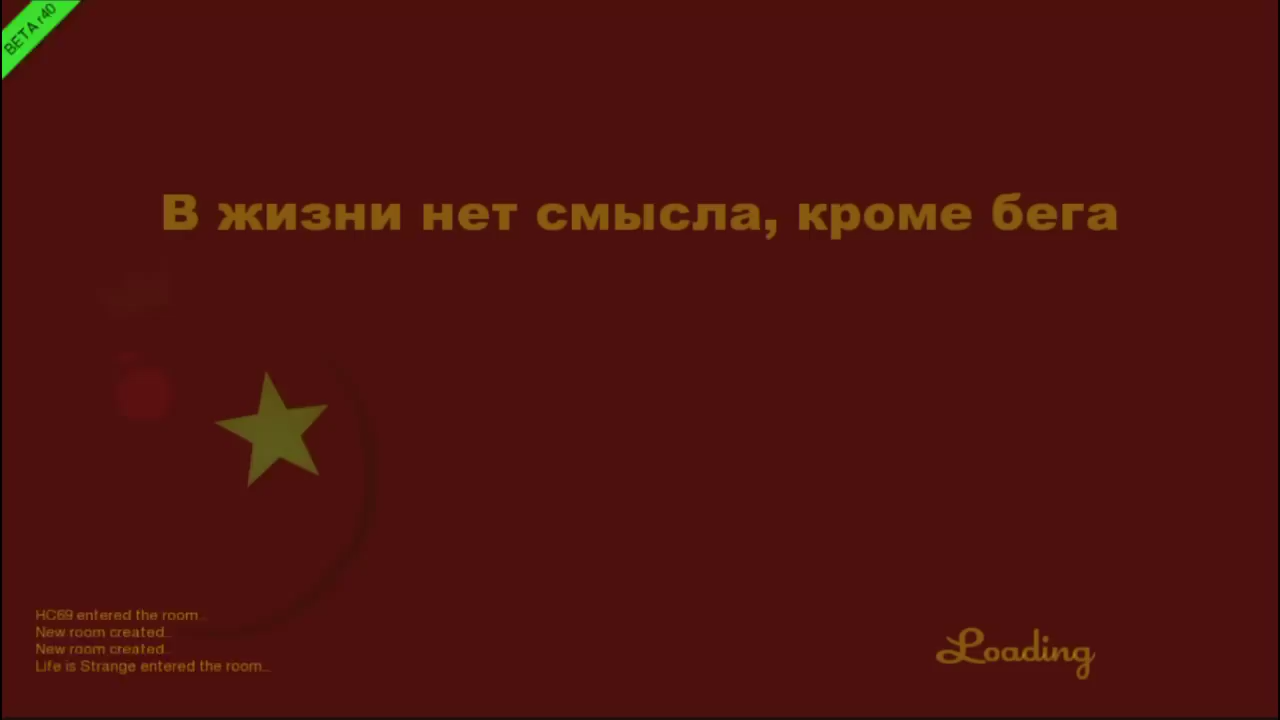 BETA r40
В жизни нет смысла, кроме бега
HC69 entered the room...
New room created...
New room created...
Life is Strange entered the room...
Loading